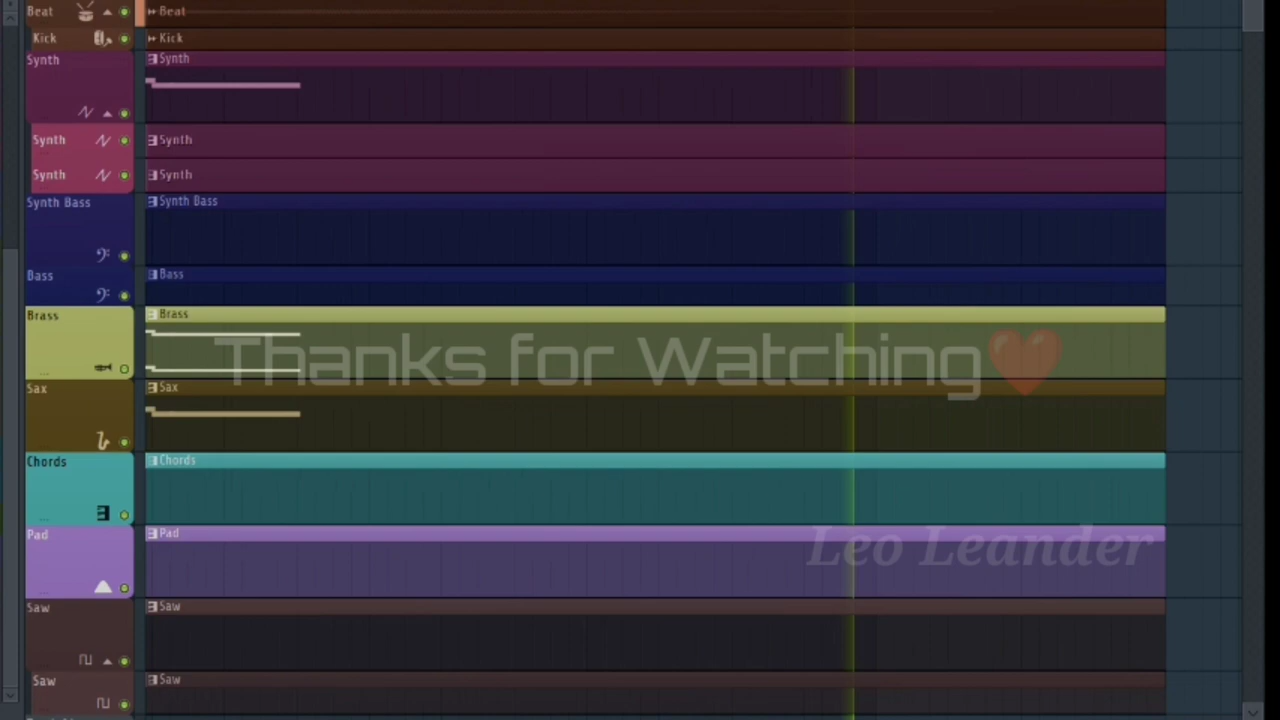 Beat
Beat
Kick
Kick
Synth
Synth
Synth
Synth
Synth
Synth
Synth Bass
Synth Bass
Bass
Bass
Brass
Brass
Thanks for Watching❤️
Sax
Sax
Chords
Chords
Pad
Pad
Leo Leander
Saw
Saw
Saw
Saw